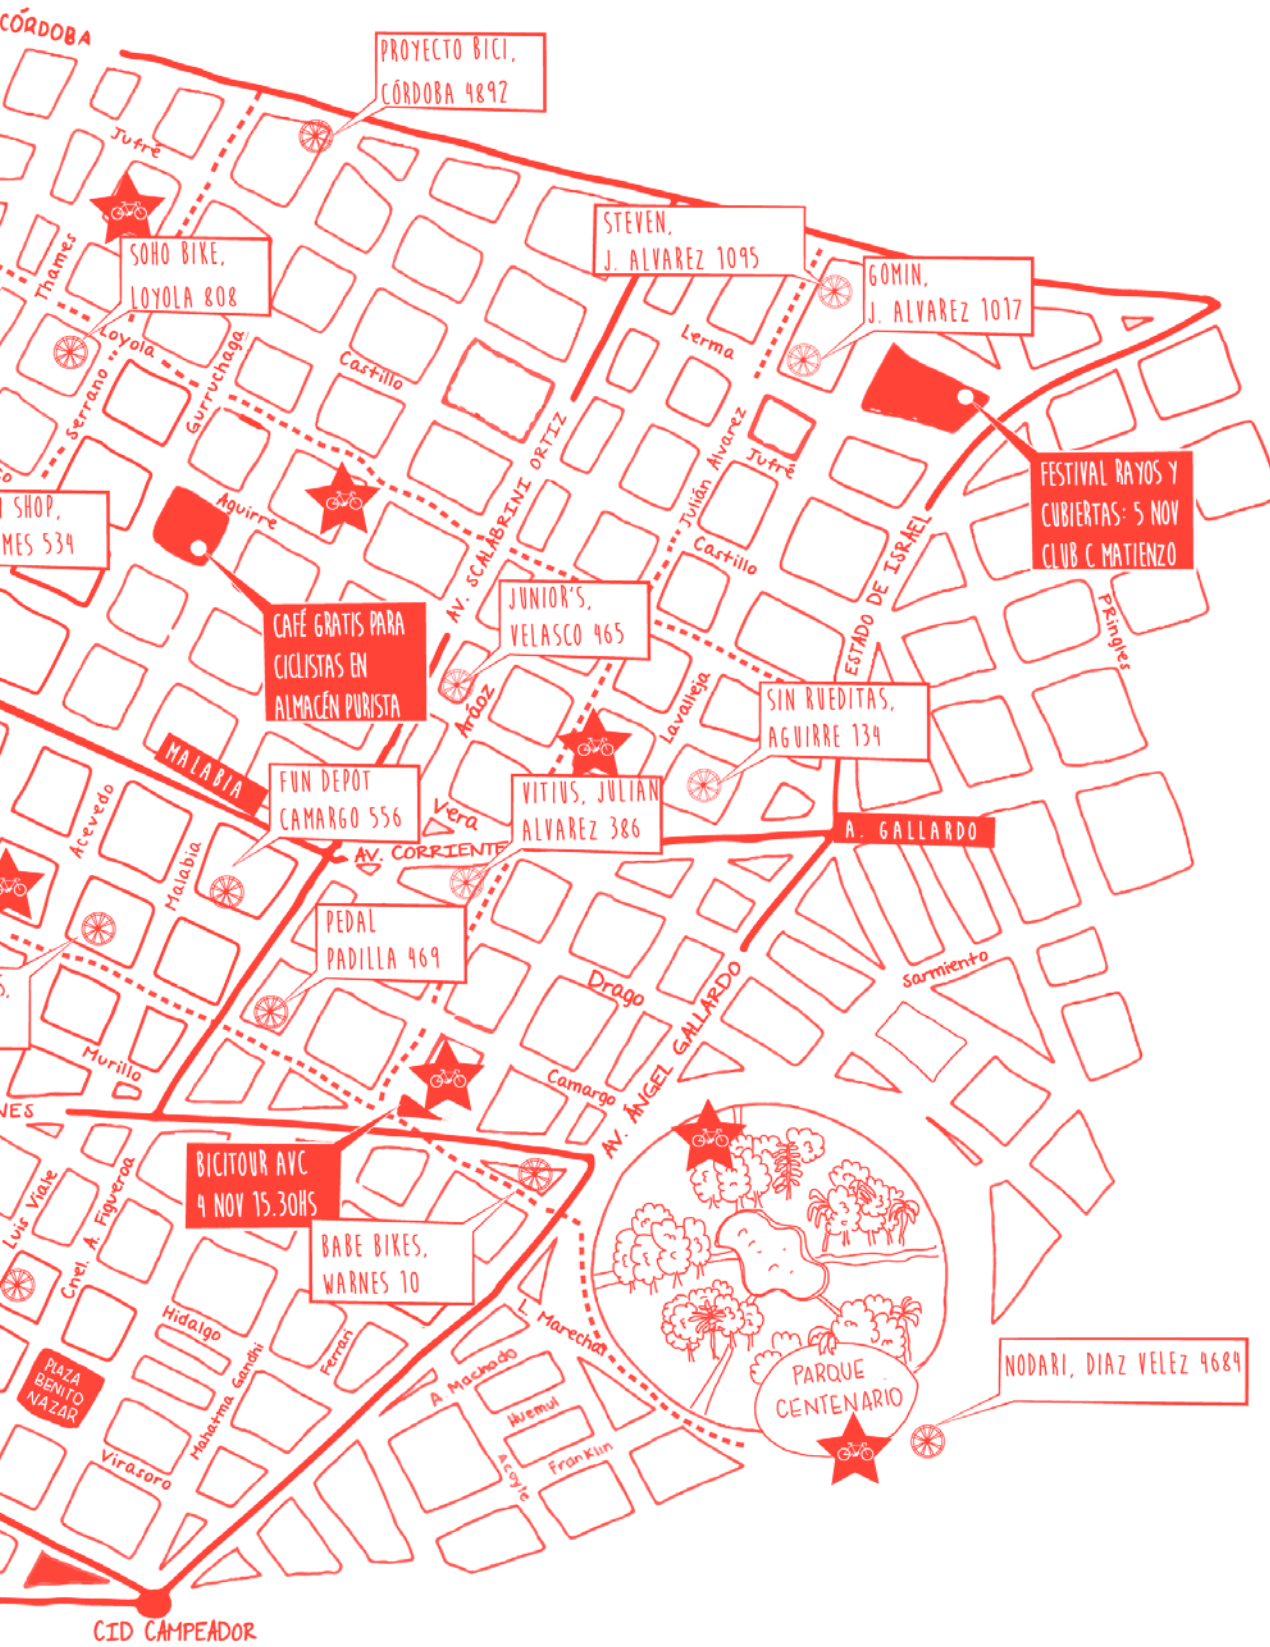 CÓRDOBA
PROYECTO BICI,
CÓRDOBA 4892
Jufré
STEVEN,
J. ALVAREZ 1095
SOHO BIKE,
LOYOLA 808
Thames
GOMIN,
J. ALVAREZ 1017
Loyola
Lerma
Castillo
Gurruchaga
Serrano
Julián Alvarez
Jufré
AV. SCALABRINI ORTIZ
FESTIVAL RAYOS Y
CUBIERTAS: 5 NOV
CLUB C MATIENZO
SHOP,
MES 534
Aguirre
Castillo
ESTADO DE ISRAEL
PRingles
JUNIOR'S,
VELASCO 465
CAFÉ GRATIS PARA
CICLISTAS EN
ALMACÉN PURISTA
Aráoz
Lavalleja
SIN RUEDITAS,
AGUIRRE 134
MALABIA
FUN DEPOT
CAMARGO 556
Vera
VITIUS, JULIAN
ALVAREZ 386
A. GALLARDO
Acevedo
Malabia
AV. CORRIENTE
PEDAL
PADILLA 469
Drago
Sarmiento
AV. ÁNGEL GALLARDO
Murillo
Camargo
NES
BICITOUR AVC
4 NOV 15.30HS
Luis Viale
Cnel. A. Figueroa
BABE BIKES,
WARNES 10
Hidalgo
L. Marechal
Ferrari
Mahatma Gandhi
A. Machado
PLAZA
BENITO
NAZAR
Huemul
Virasoro
Acoyte
Franklin
PARQUE
CENTENARIO
NODARI, DIAZ VELEZ 4684
CID CAMPEADOR